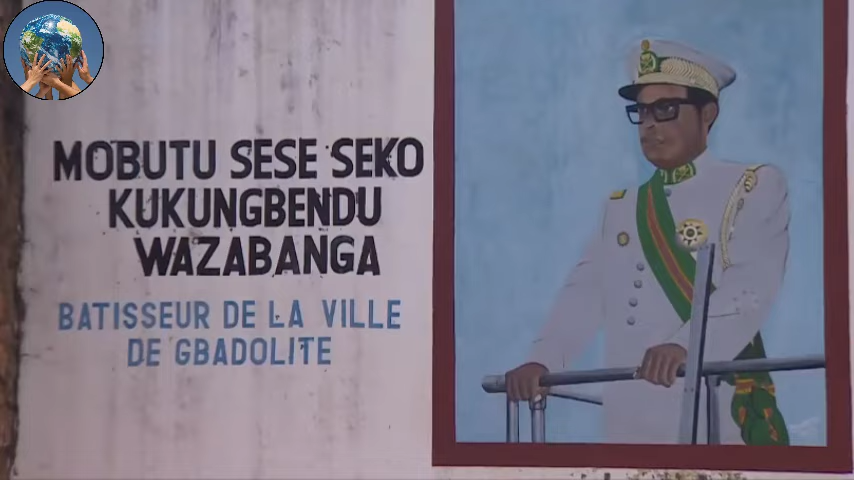 MOBUTU SESE SEKO
KUKUNGBENDU
WAZABANGA
BATISSEUR DE LA VILLE
DE GBADOLITE